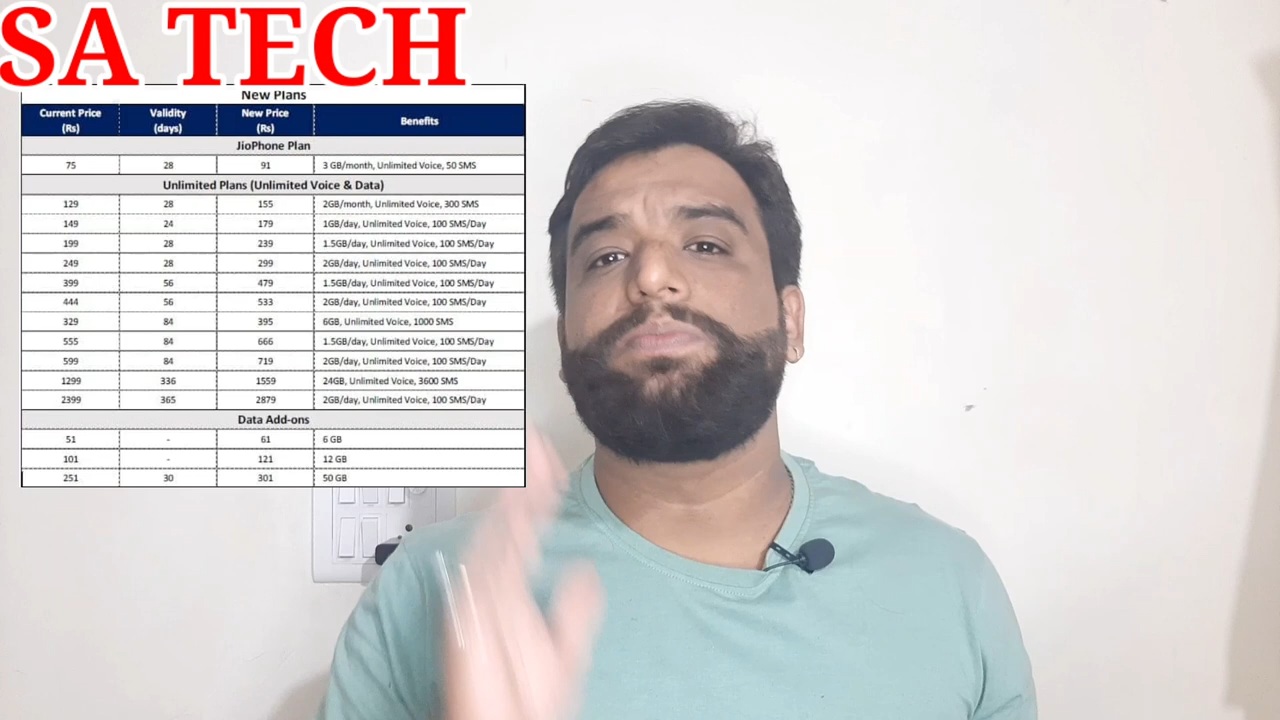 SA TECH
New Plans
Current Price (Rs) Validity (days) New Price (Rs) Benefits
JioPhone Plan
75 28 91 3 GB/month, Unlimited Voice, 50 SMS
Unlimited Plans (Unlimited Voice & Data)
129 28 155 2GB/month, Unlimited Voice, 300 SMS
149 24 179 1GB/day, Unlimited Voice, 100 SMS/Day
199 28 239 1.5GB/day, Unlimited Voice, 100 SMS/Day
249 28 299 2GB/day, Unlimited Voice, 100 SMS/Day
399 56 479 1.5GB/day, Unlimited Voice, 100 SMS/Day
444 56 533 2GB/day, Unlimited Voice, 100 SMS/Day
329 84 395 6GB, Unlimited Voice, 1000 SMS
555 84 666 1.5GB/day, Unlimited Voice, 100 SMS/Day
599 84 719 2GB/day, Unlimited Voice, 100 SMS/Day
1299 336 1559 24GB, Unlimited Voice, 3600 SMS
2399 365 2879 2GB/day, Unlimited Voice, 100 SMS/Day
Data Add-ons
51 - 61 6 GB
101 - 121 12 GB
251 30 301 50 GB